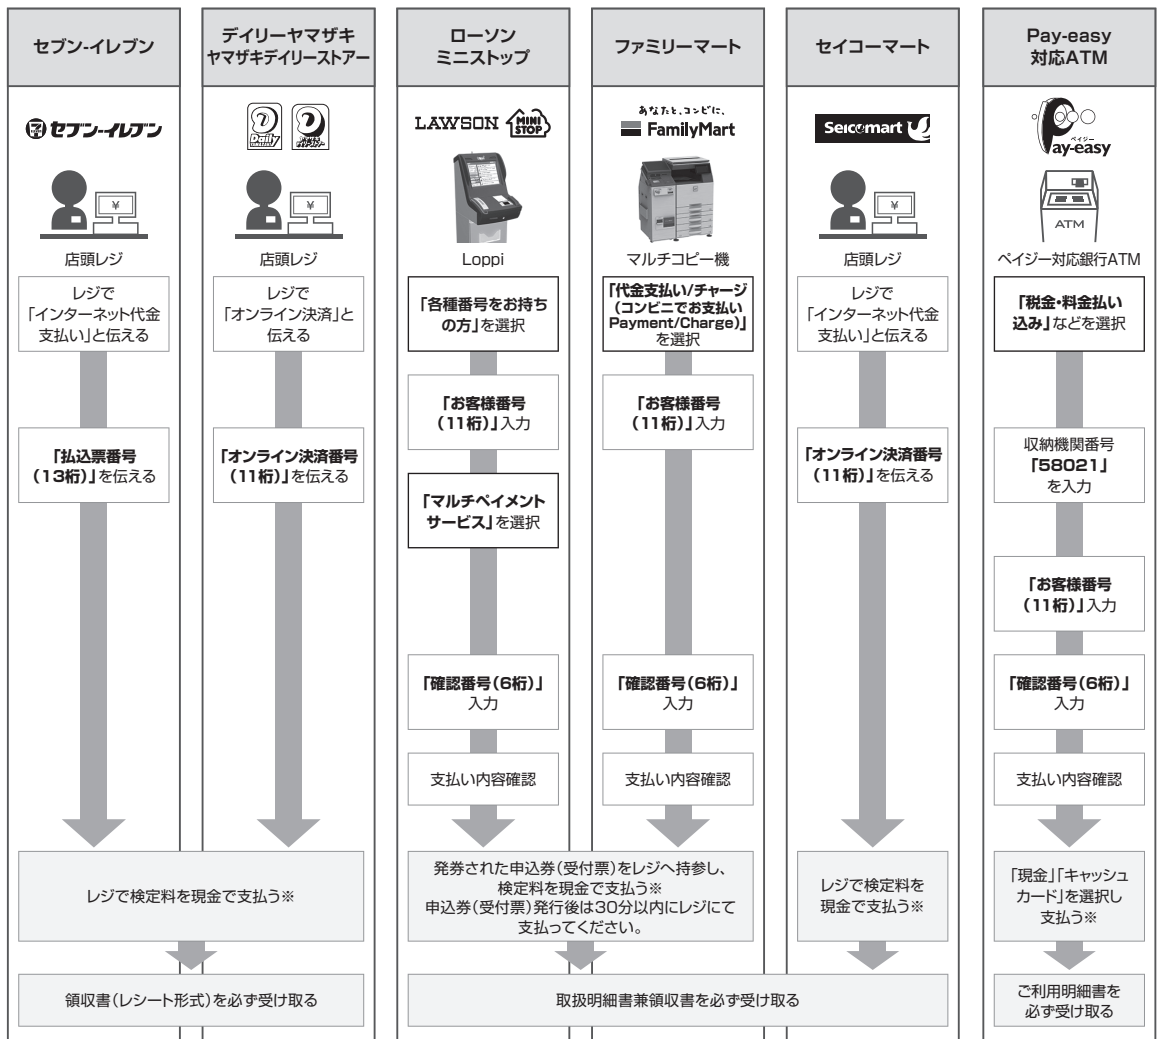 セブン-イレブン
セブン-イレブン
店頭レジ
レジで
「インターネット代金
支払い」と伝える
「払込票番号
(13桁)」を伝える
デイリーヤマザキ
ヤマザキデイリーストアー
Daily
店頭レジ
レジで
「オンライン決済」と
伝える
「オンライン決済番号
(11桁)」を伝える
レジで検定料を現金で支払う※
領収書(レシート形式)を必ず受け取る
ローソン
ミニストップ
LAWSON
MINI
STOP
Loppi
「各種番号をお持ち
の方」を選択
「お客様番号
(11桁)」入力
「マルチペイメント
サービス」を選択
「確認番号(6桁)」
入力
支払い内容確認
ファミリーマート
あなたと、コンビに、
FamilyMart
マルチコピー機
「代金支払い/チャージ
(コンビニでお支払い
Payment/Charge)」
を選択
「お客様番号
(11桁)」入力
「確認番号(6桁)」
入力
支払い内容確認
発券された申込券(受付票)をレジへ持参し、
検定料を現金で支払う※
申込券(受付票)発行後は30分以内にレジにて
支払ってください。
セイコーマート
Seicomart
店頭レジ
レジで
「インターネット代金
支払い」と伝える
「オンライン決済番号
(11桁)」を伝える
レジで検定料を
現金で支払う※
取扱明細書兼領収書を必ず受け取る
Pay-easy
対応ATM
ペイジー
Pay-easy
ATM
ペイジー対応銀行ATM
「税金・料金払い
込み」などを選択
収納機関番号
「58021」
を入力
「お客様番号
(11桁)」入力
「確認番号(6桁)」
入力
支払い内容確認
「現金」「キャッシュ
カード」を選択し
支払う※
ご利用明細書を
必ず受け取る